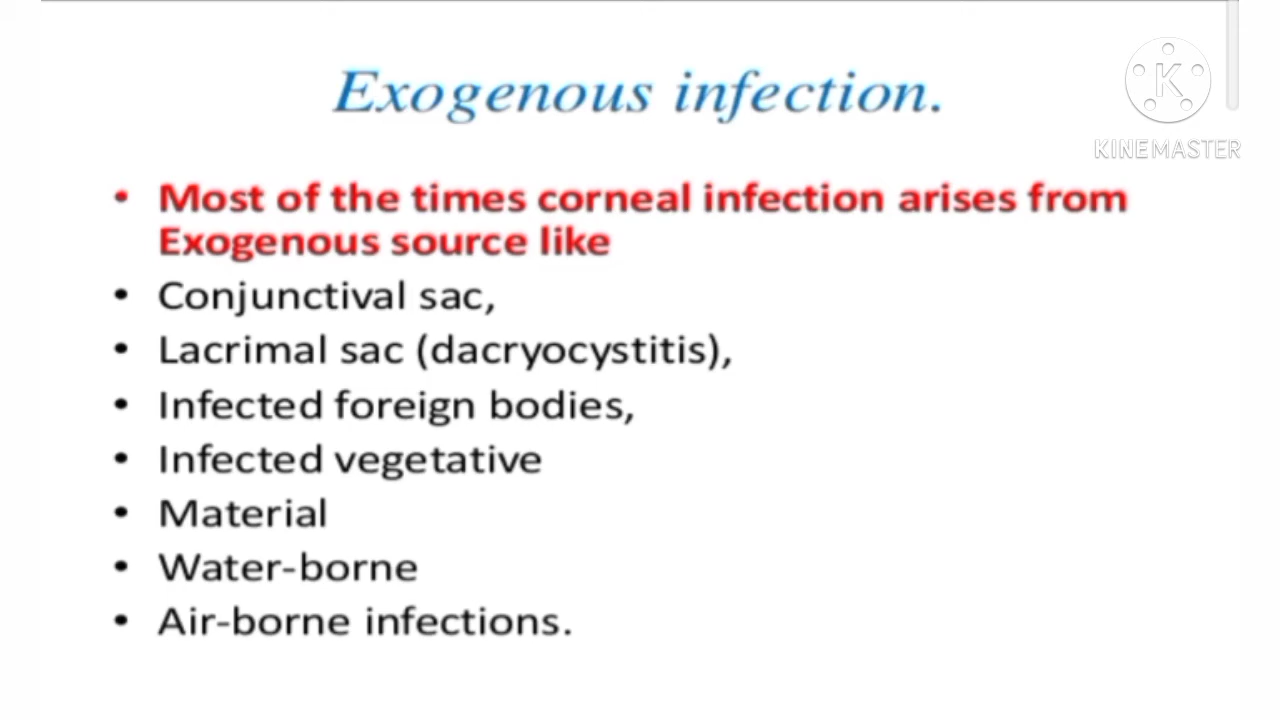 Exogenous infection.
K
KINEMASTER
• Most of the times corneal infection arises from
Exogenous source like
• Conjunctival sac,
• Lacrimal sac (dacryocystitis),
• Infected foreign bodies,
• Infected vegetative
• Material
• Water-borne
• Air-borne infections.